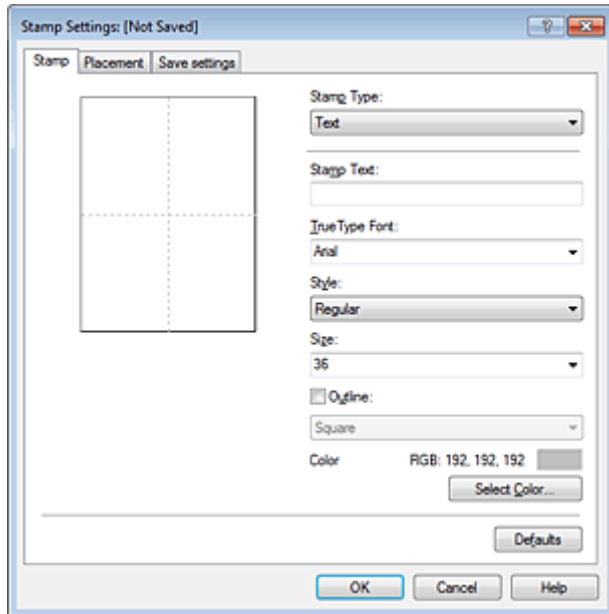 Stamp Settings: [Not Saved]
Stamp Placement Save settings
Stamp Type:
Text
Stamp Text:
TrueType Font:
Arial
Style:
Regular
Size:
36
Outline:
Square
Color RGB: 192, 192, 192
Select Color...
Defaults
OK Cancel Help